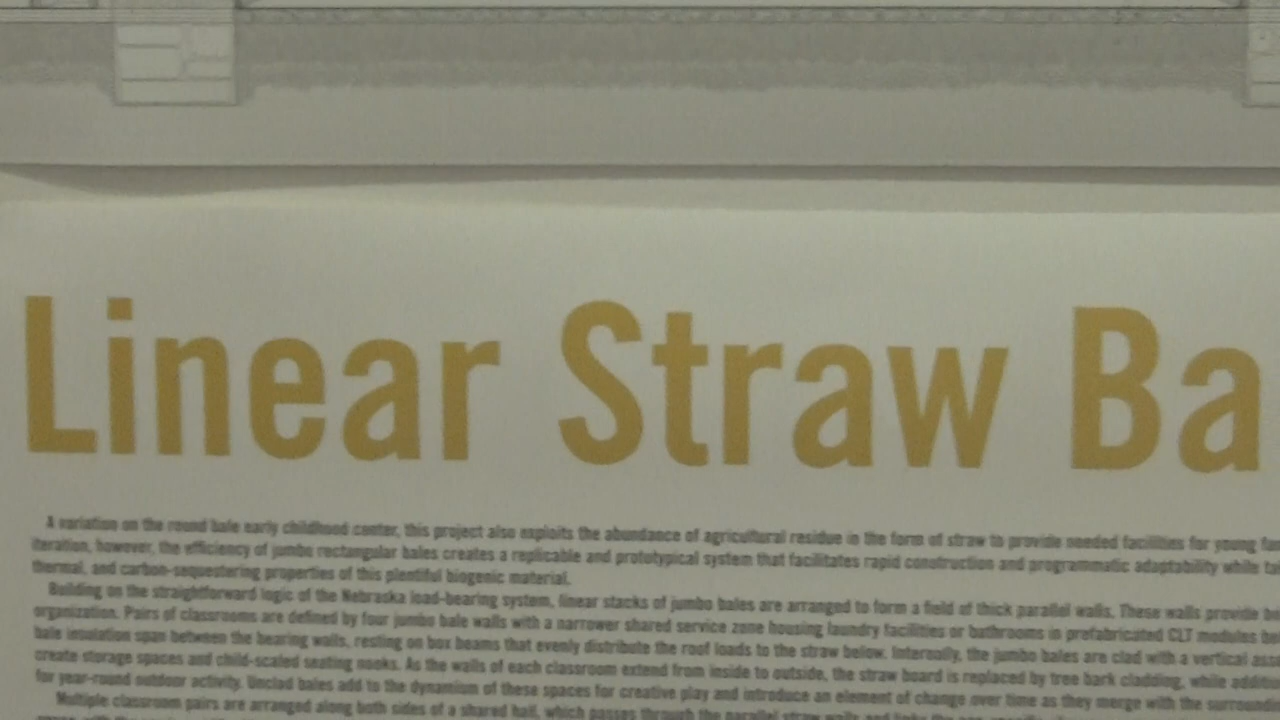 Linear Straw Ba
A variation on the round bale early childhood center, this project also exploits the abundance of agricultural residue in the form of straw to provide needed facilities for young
iteration, however, the efficiency of jumbo rectangular bales creates a replicable and prototypical system that facilitates rapid construction and programmatic adaptability while
thermal, and carbon-sequestering properties of this plentiful biogenic material.
Building on the straightforward logic of the Nebraska load-bearing system, linear stacks of jumbo bales are arranged to form a field of thick parallel walls. These walls provide
organization. Pairs of classrooms are defined by four jumbo bale walls with a narrower shared service zone housing laundry facilities or bathrooms in prefabricated CLT modules
bale insulation span between the bearing walls, resting on box beams that evenly distribute the roof loads to the straw below. Internally, the jumbo bales are clad with a vertical
create storage spaces and child-scaled seating nooks. As the walls of each classroom extend from inside to outside, the straw board is replaced by tree bark cladding, while
for year-round outdoor activity. Unclad bales add to the dynamism of these spaces for creative play and introduce an element of change over time as they merge with the
Multiple classroom pairs are arranged along both sides of a shared hall, which passes through the parallel straw walls and links the